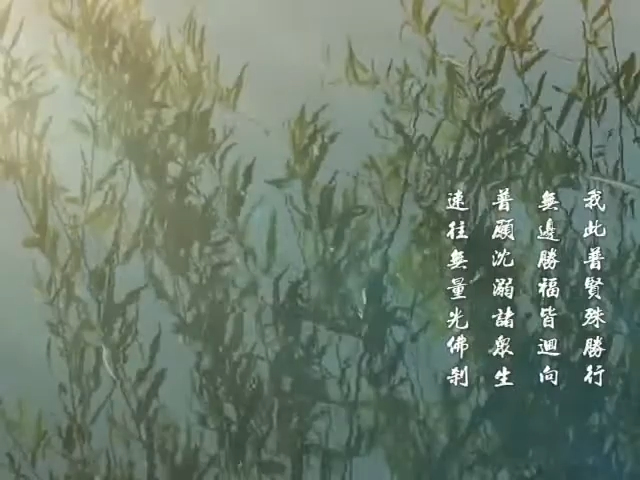 我此普賢殊勝行
無邊勝福皆迴向
普願沈溺諸眾生
速往無量光佛剎